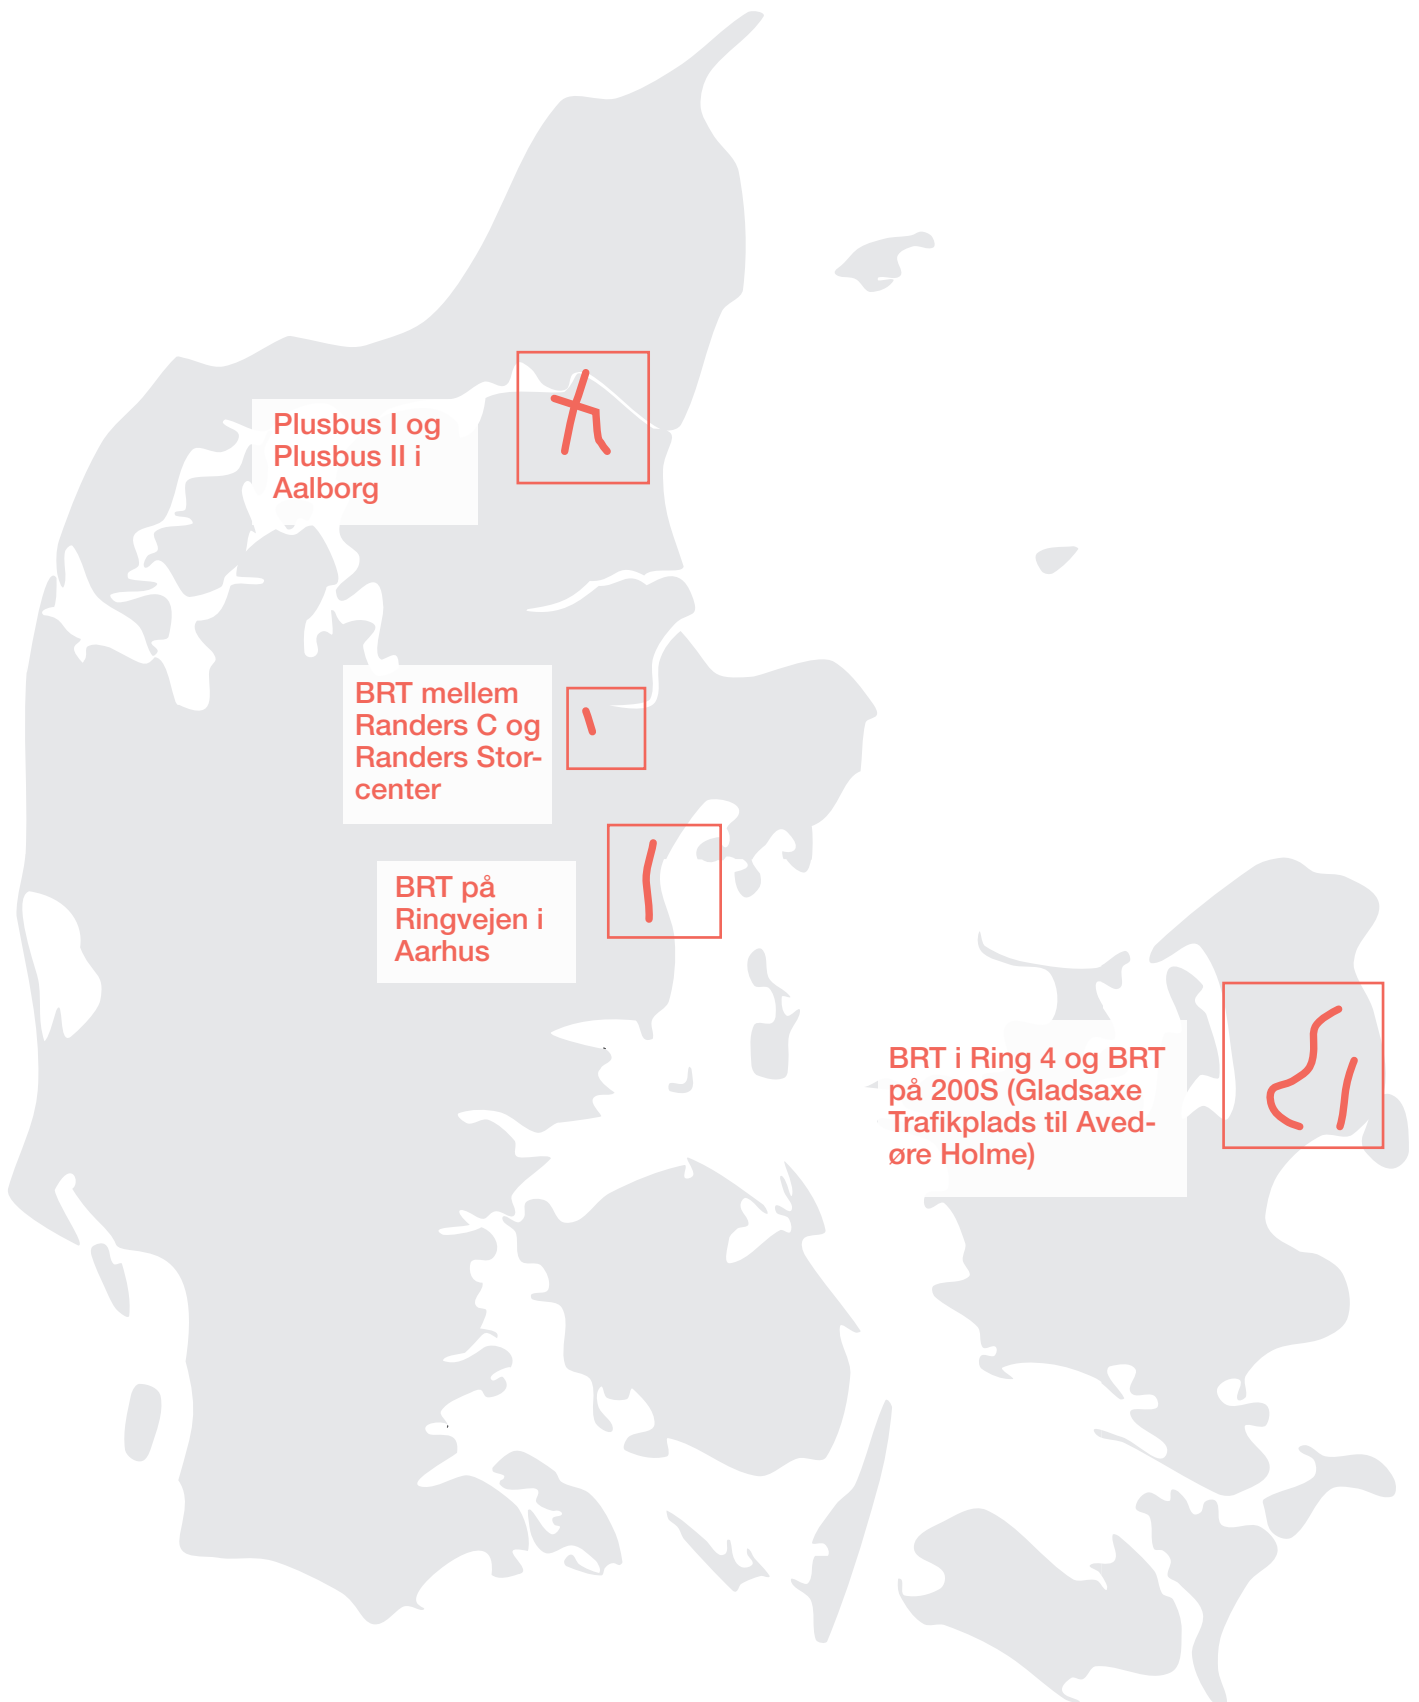 Plusbus I og
Plusbus II i
Aalborg
BRT mellem
Randers C og
Randers Stor-
center
BRT på
Ringvejen i
Aarhus
BRT i Ring 4 og BRT
på 200S (Gladsaxe
Trafikplads til Aved-
øre Holme)